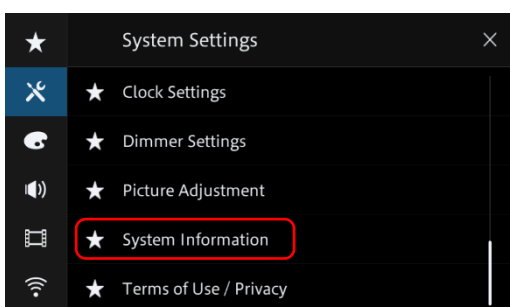 System Settings
Clock Settings
Dimmer Settings
Picture Adjustment
System Information
Terms of Use / Privacy